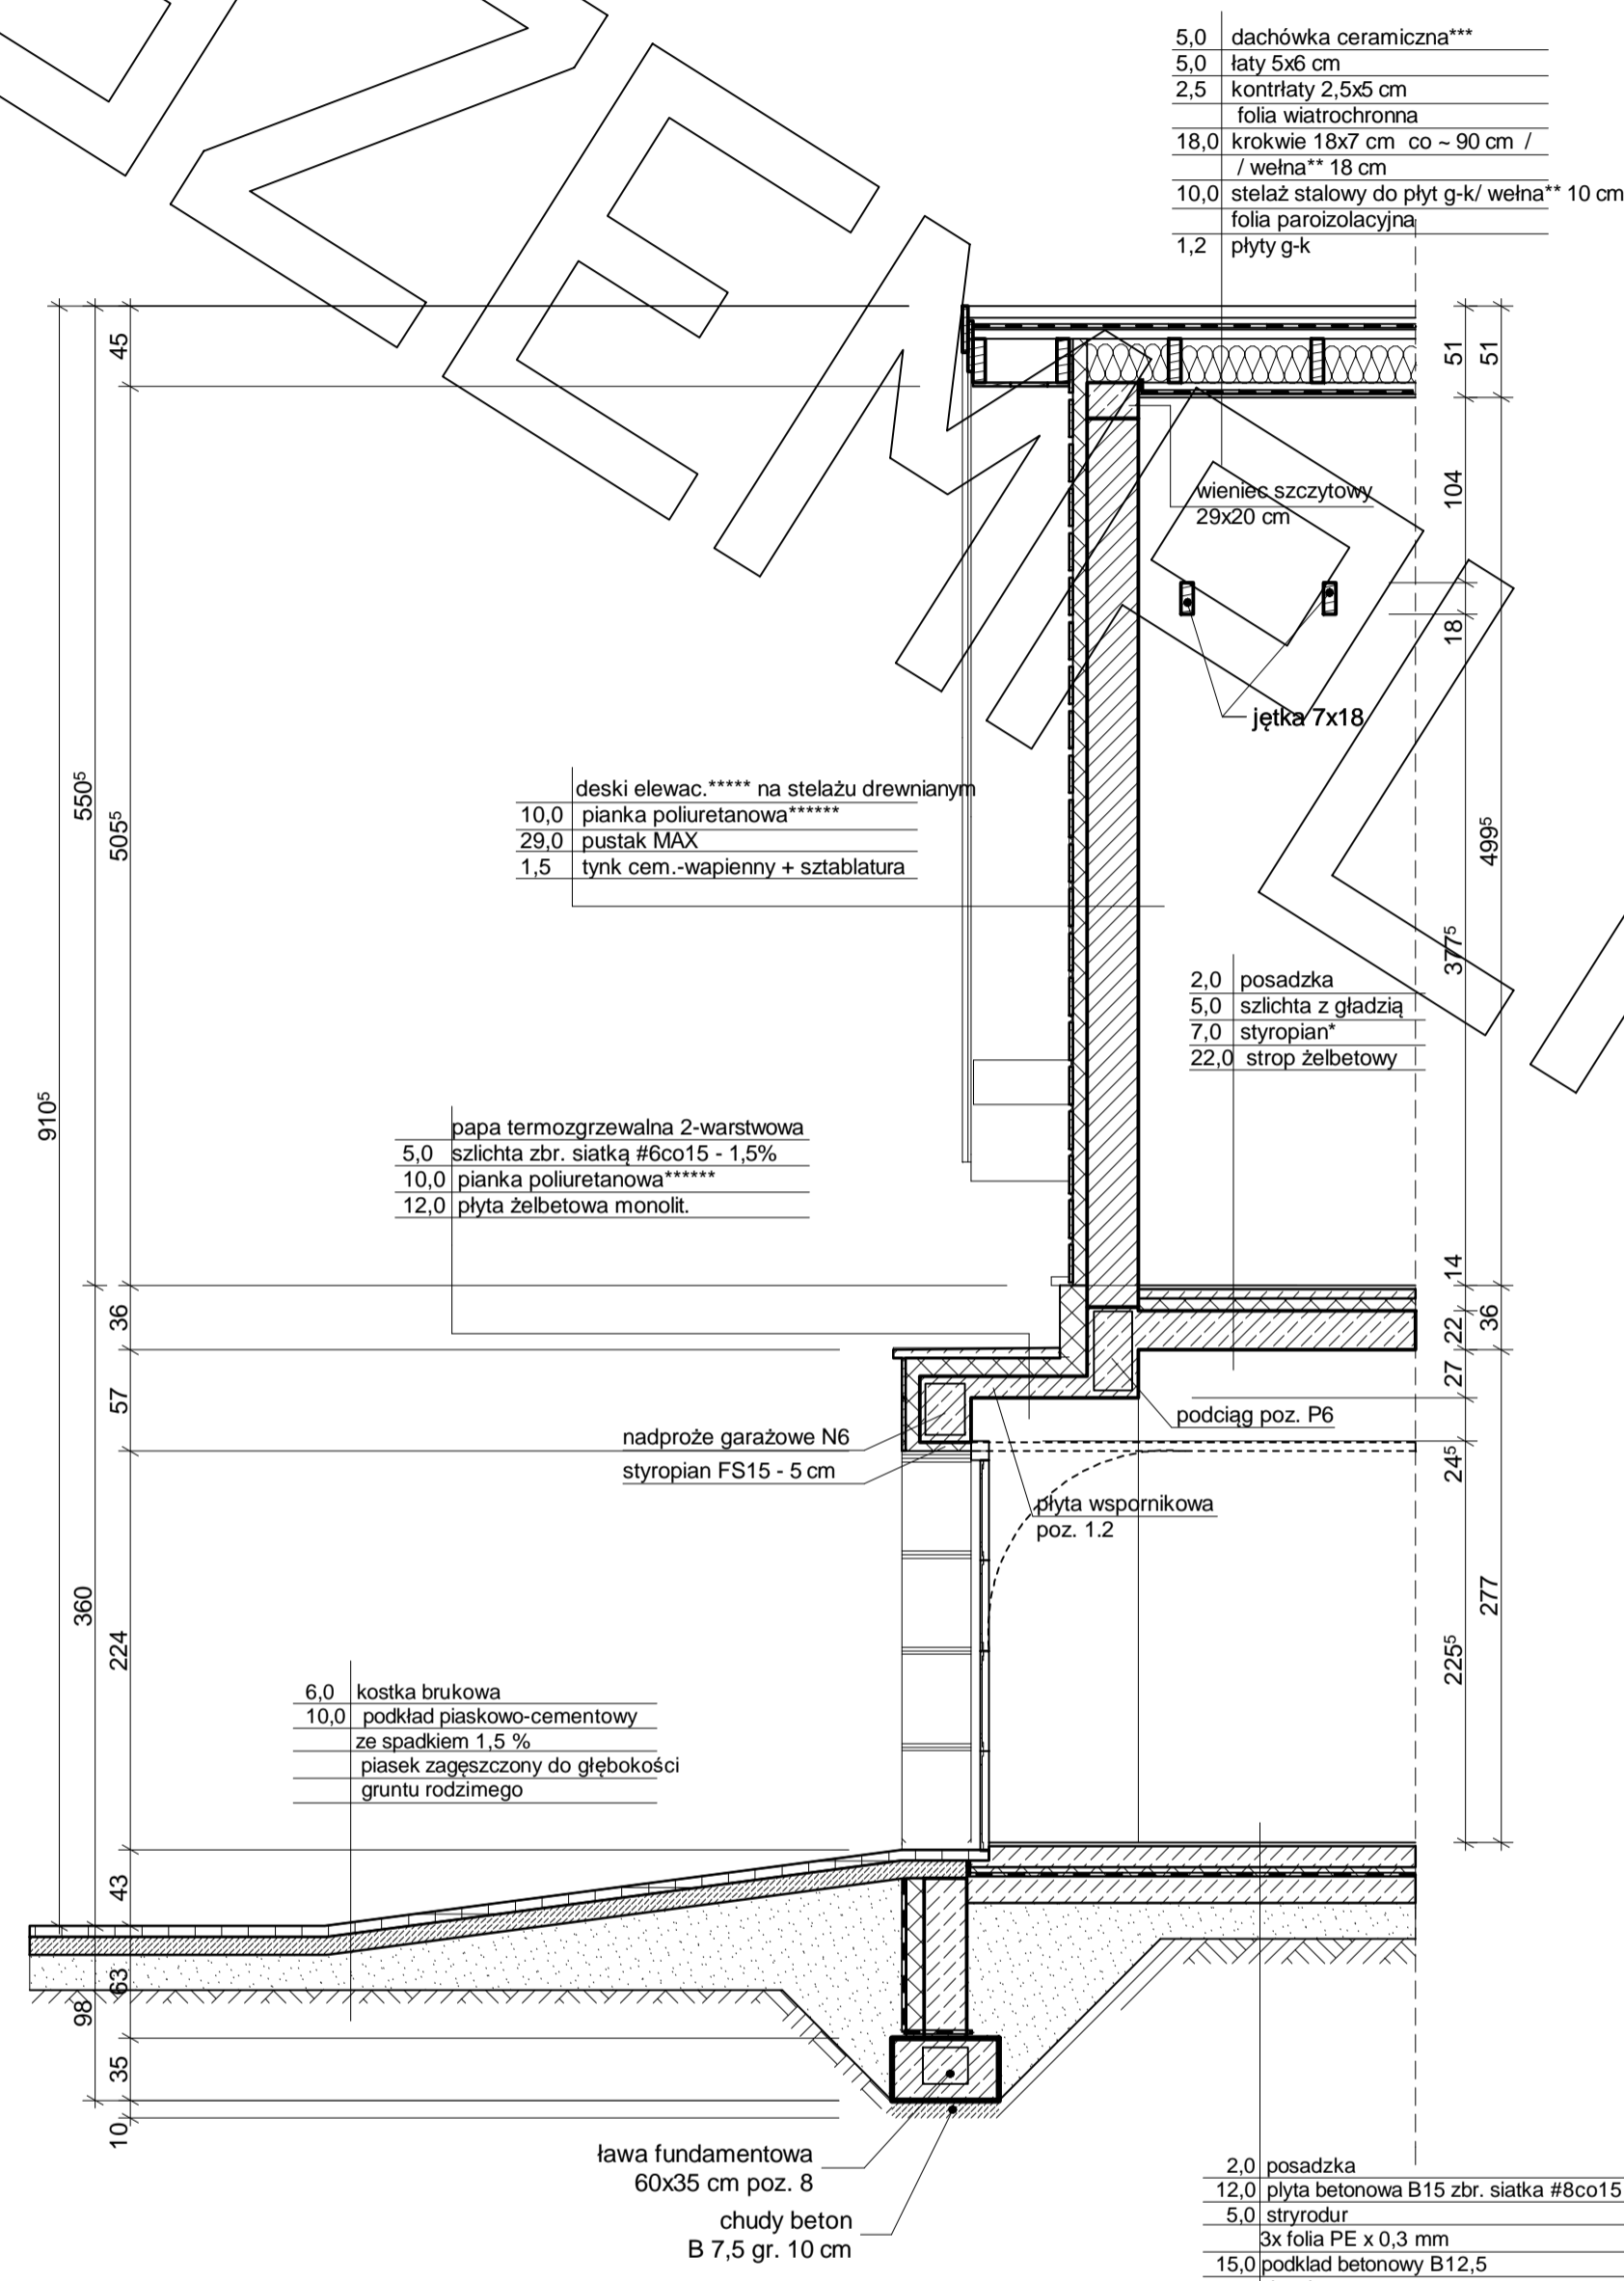 5,0 dachówka ceramiczna***
5,0 łaty 5x6 cm
2,5 kontrłaty 2,5x5 cm
folia wiatrochronna
18,0 krokwie 18x7 cm co ~ 90 cm /
/ wełna** 18 cm
10,0 stelaż stalowy do płyt g-k/ wełna** 10 cm
folia paroizolacyjna
1,2 płyty g-k
45
51
51
104
wieniec szczytowy
29x20 cm
18
jętka 7x18
550⁵
505⁵
499⁵
377⁵
deski elewac.***** na stelażu drewnianym
10,0 pianka poliuretanowa******
29,0 pustak MAX
1,5 tynk cem.-wapienny + sztablatura
2,0 posadzka
5,0 szlichta z gładzią
7,0 styropian*
22,0 strop żelbetowy
910⁵
papa termozgrzewalna 2-warstwowa
5,0 szlichta zbr. siatką #6co15 - 1,5%
10,0 pianka poliuretanowa******
12,0 płyta żelbetowa monolit.
14
36
22
36
27
57
podciąg poz. P6
nadproże garażowe N6
styropian FS15 - 5 cm
24⁵
płyta wspornikowa
poz. 1.2
360
224
277
225⁵
6,0 kostka brukowa
10,0 podkład piaskowo-cementowy
ze spadkiem 1,5 %
piasek zagęszczony do głębokości
gruntu rodzimego
43
63
98
35
10
ława fundamentowa
60x35 cm poz. 8
chudy beton
B 7,5 gr. 10 cm
2,0 posadzka
12,0 plyta betonowa B15 zbr. siatka #8co15
5,0 stryrodur
3x folia PE x 0,3 mm
15,0 podklad betonowy B12,5